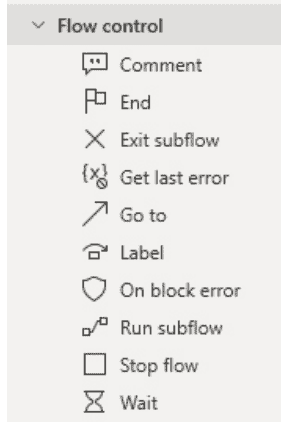 Flow control
Comment
End
Exit subflow
Get last error
Go to
Label
On block error
Run subflow
Stop flow
Wait